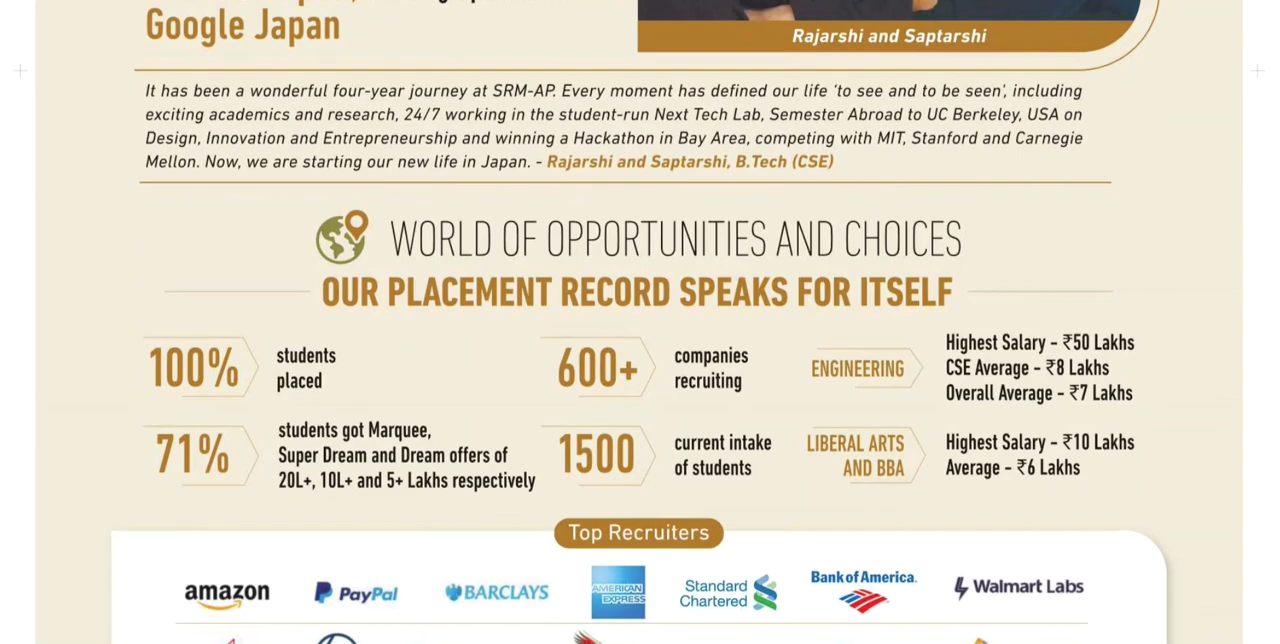 Google Japan
Rajarshi and Saptarshi
It has been a wonderful four-year journey at SRM-AP. Every moment has defined our life ‘to see and to be seen’, including
exciting academics and research, 24/7 working in the student-run Next Tech Lab, Semester Abroad to UC Berkeley, USA on
Design, Innovation and Entrepreneurship and winning a Hackathon in Bay Area, competing with MIT, Stanford and Carnegie
Mellon. Now, we are starting our new life in Japan. - Rajarshi and Saptarshi, B.Tech (CSE)
WORLD OF OPPORTUNITIES AND CHOICES
OUR PLACEMENT RECORD SPEAKS FOR ITSELF
100%
students
placed
600+
companies
recruiting
ENGINEERING
Highest Salary - ₹50 Lakhs
CSE Average - ₹8 Lakhs
Overall Average - ₹7 Lakhs
71%
students got Marquee,
Super Dream and Dream offers of
20L+, 10L+ and 5+ Lakhs respectively
1500
current intake
of students
LIBERAL ARTS
AND BBA
Highest Salary - ₹10 Lakhs
Average - ₹6 Lakhs
Top Recruiters
amazon
PayPal
BARCLAYS
AMERICAN
EXPRESS
Standard
Chartered
Bank of America.
Walmart Labs